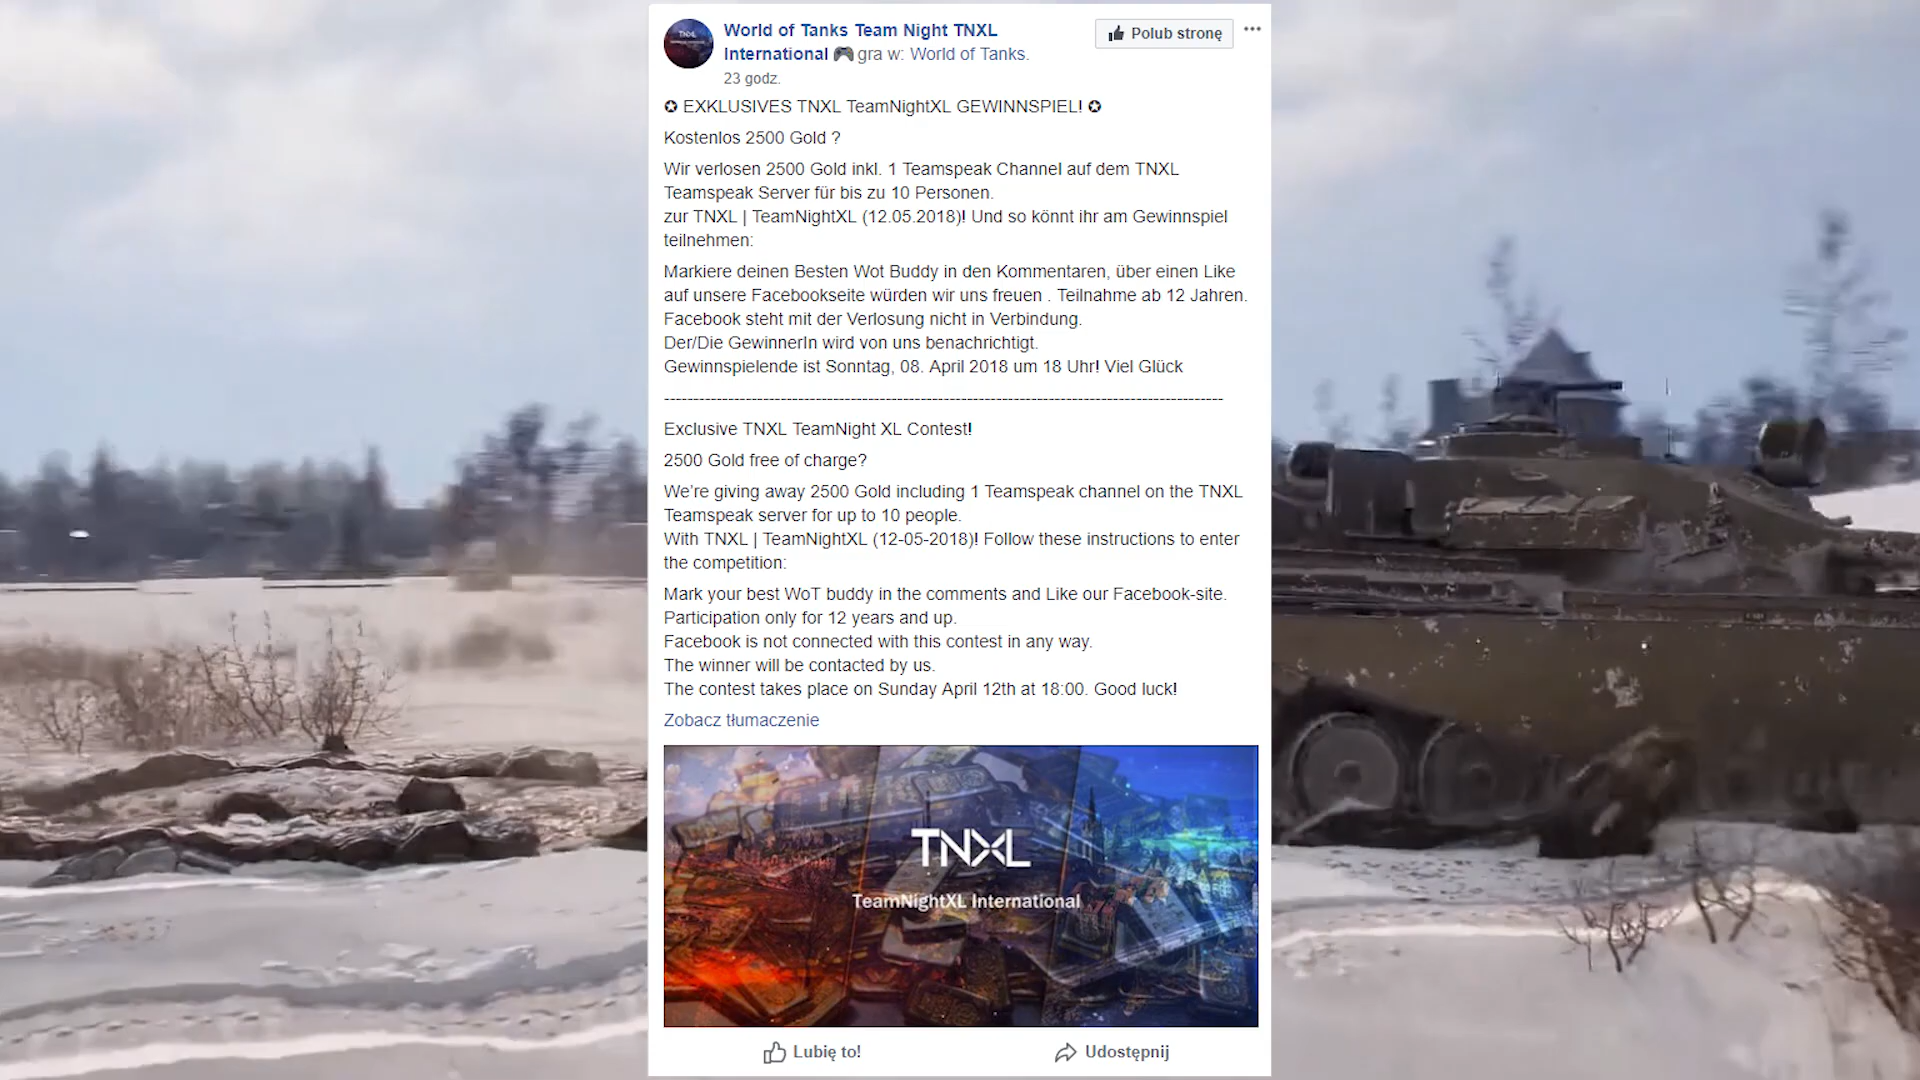 World of Tanks Team Night TNXL
International 🎮 gra w: World of Tanks.
23 godz.
Polub stronę
✪ EXKLUSIVES TNXL TeamNightXL GEWINNSPIEL! ✪
Kostenlos 2500 Gold ?
Wir verlosen 2500 Gold inkl. 1 Teamspeak Channel auf dem TNXL
Teamspeak Server für bis zu 10 Personen.
zur TNXL | TeamNightXL (12.05.2018)! Und so könnt ihr am Gewinnspiel
teilnehmen:
Markiere deinen Besten Wot Buddy in den Kommentaren, über einen Like
auf unsere Facebookseite würden wir uns freuen . Teilnahme ab 12 Jahren.
Facebook steht mit der Verlosung nicht in Verbindung.
Der/Die GewinnerIn wird von uns benachrichtigt.
Gewinnspielende ist Sonntag, 08. April 2018 um 18 Uhr! Viel Glück
----------------------------------------------------------------------------------------------------
Exclusive TNXL TeamNight XL Contest!
2500 Gold free of charge?
We're giving away 2500 Gold including 1 Teamspeak channel on the TNXL
Teamspeak server for up to 10 people.
With TNXL | TeamNightXL (12-05-2018)! Follow these instructions to enter
the competition:
Mark your best WoT buddy in the comments and Like our Facebook-site.
Participation only for 12 years and up.
Facebook is not connected with this contest in any way.
The winner will be contacted by us.
The contest takes place on Sunday April 12th at 18:00. Good luck!
Zobacz tłumaczenie
TNXL
TeamNightXL International
Lubię to!
Udostępnij